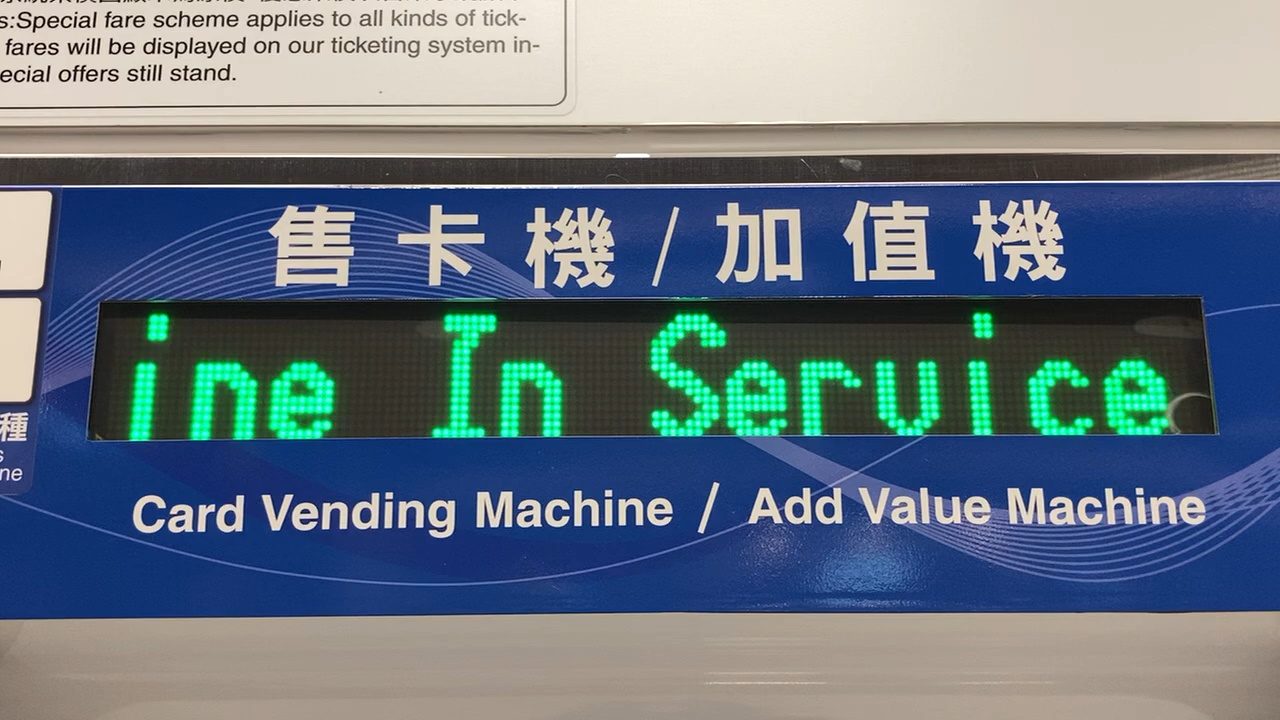 s:Special fare scheme applies to all kinds of tick-
fares will be displayed on our ticketing system in-
ecial offers still stand.
售卡機/加值機
ine In Service
種
s
ne
Card Vending Machine / Add Value Machine